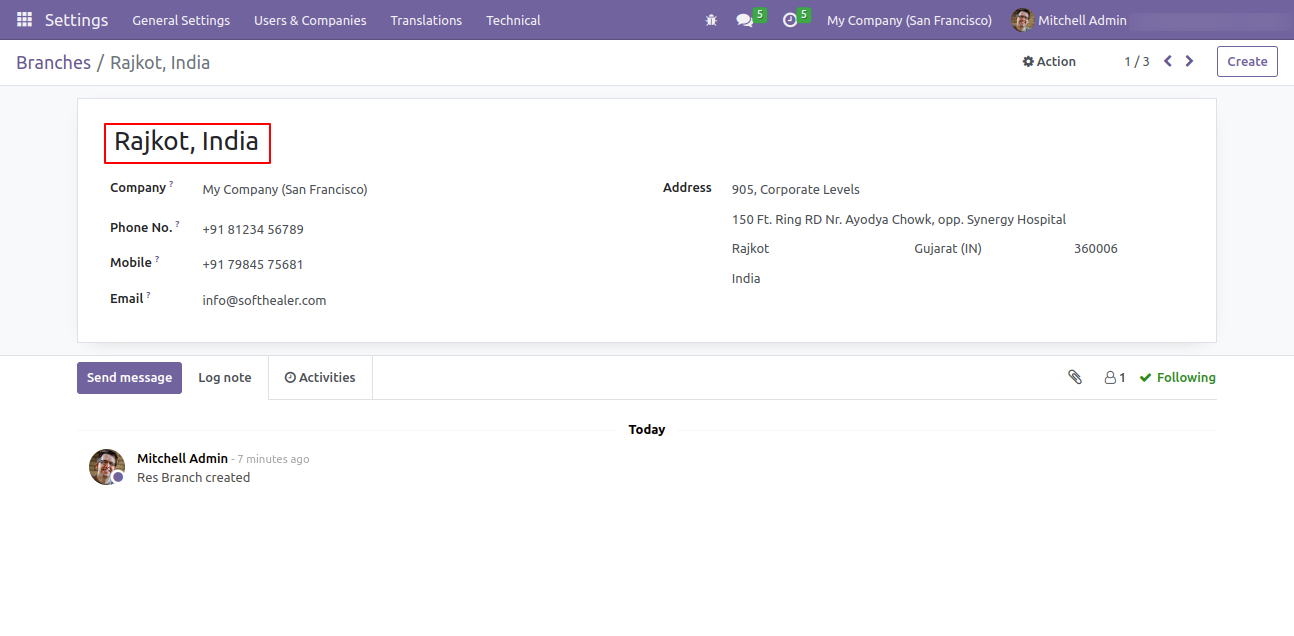 Settings General Settings Users & Companies Translations Technical 5 5 My Company (San Francisco) Mitchell Admin
Branches / Rajkot, India Action 1 / 3 Create
Rajkot, India
Company ? My Company (San Francisco) Address 905, Corporate Levels
150 Ft. Ring RD Nr. Ayodya Chowk, opp. Synergy Hospital
Phone No. ? +91 81234 56789
Rajkot Gujarat (IN) 360006
Mobile ? +91 79845 75681
India
Email ? info@softhealer.com
Send message Log note Activities 1 Following
Today
Mitchell Admin - 7 minutes ago
Res Branch created